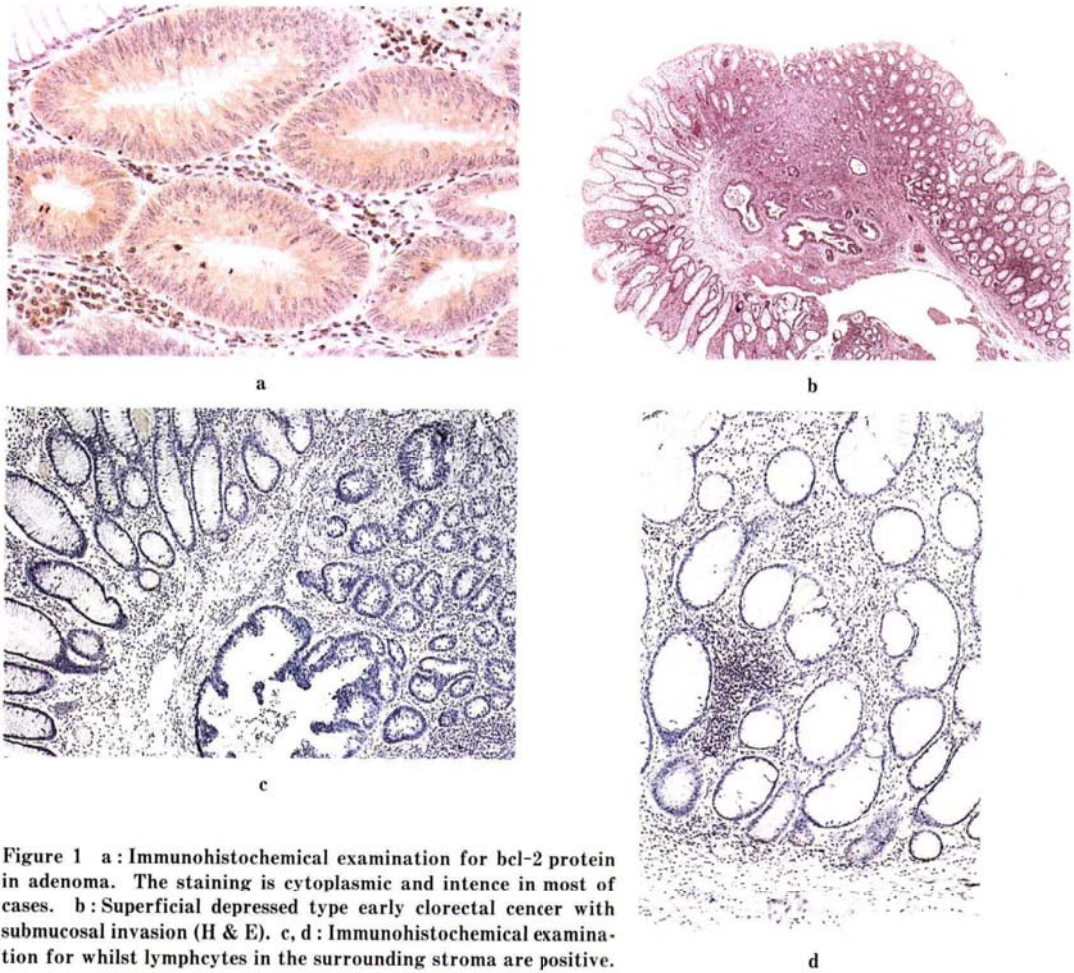 a
b
c
d
Figure 1 a : Immunohistochemical examination for bcl-2 protein
in adenoma. The staining is cytoplasmic and intence in most of
cases. b : Superficial depressed type early clorectal cencer with
submucosal invasion (H & E). c, d : Immunohistochemical examina-
tion for whilst lymphcytes in the surrounding stroma are positive.